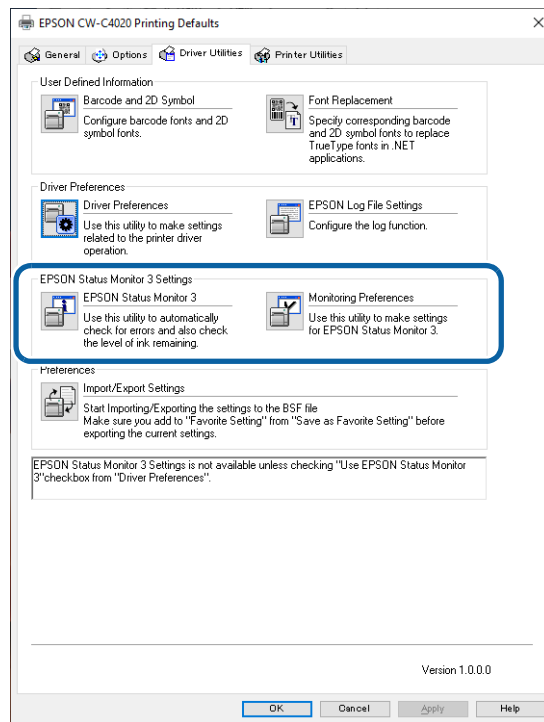 EPSON CW-C4020 Printing Defaults
General Options Driver Utilities Printer Utilities
User Defined Information
Barcode and 2D Symbol
Configure barcode fonts and 2D
symbol fonts.
Font Replacement
Specify corresponding barcode
and 2D symbol fonts to replace
TrueType fonts in .NET
applications.
Driver Preferences
Driver Preferences
Use this utility to make settings
related to the printer driver
operation.
EPSON Log File Settings
Configure the log function.
EPSON Status Monitor 3 Settings
EPSON Status Monitor 3
Use this utility to automatically
check for errors and also check
the level of ink remaining.
Monitoring Preferences
Use this utility to make settings
for EPSON Status Monitor 3.
Preferences
Import/Export Settings
Start Importing/Exporting the settings to the BSF file
Make sure you add to "Favorite Setting" from "Save as Favorite Setting" before
exporting the current settings.
EPSON Status Monitor 3 Settings is not available unless checking "Use EPSON Status Monitor
3"checkbox from "Driver Preferences".
Version 1.0.0.0
OK Cancel Apply Help